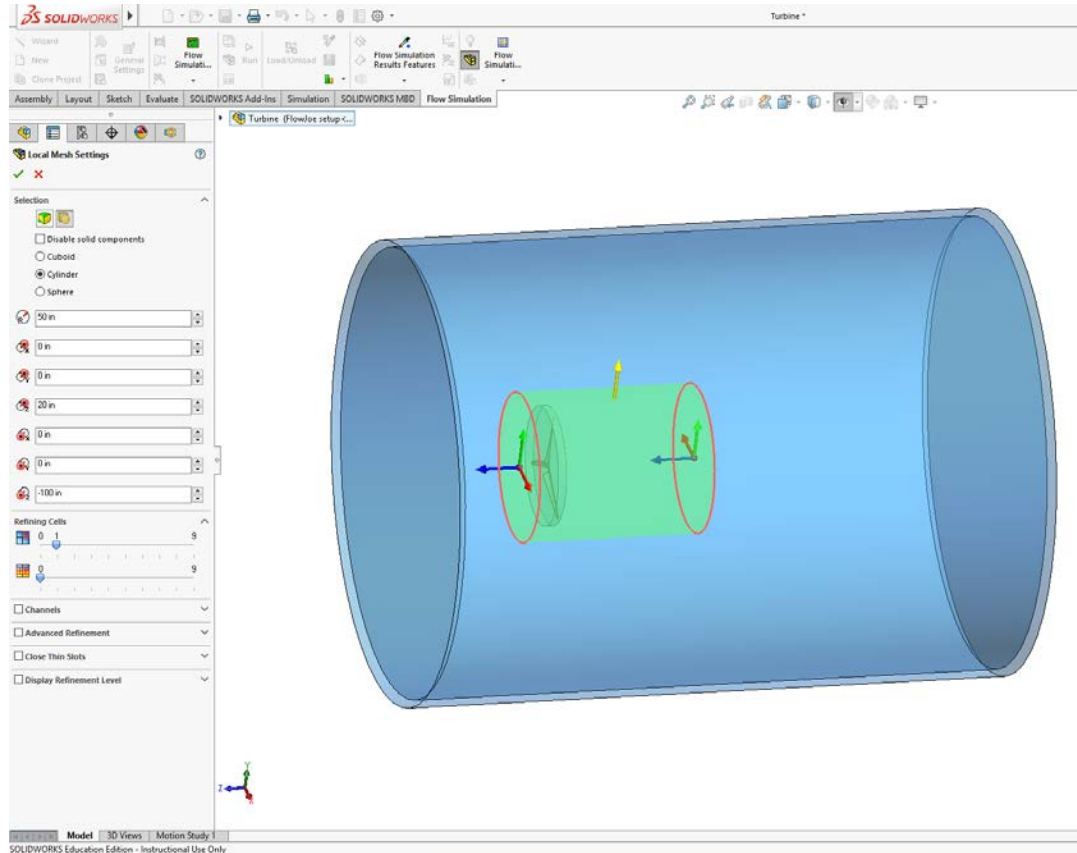 SOLIDWORKS
Turbine *
Wizard
New
Clone Project
General Settings
Flow Simulati...
Run
Load/Unload
Flow Simulation Results Features
Flow Simulati...
Assembly Layout Sketch Evaluate SOLIDWORKS Add-Ins Simulation SOLIDWORKS MBD Flow Simulation
Turbine (FlowJoe setup<...
Local Mesh Settings
Selection
Disable solid components
Cuboid
Cylinder
Sphere
50 in
0 in
0 in
20 in
0 in
0 in
-100 in
Refining Cells
0 1 9
0 9
Channels
Advanced Refinement
Close Thin Slots
Display Refinement Level
Y
Z
X
Model 3D Views Motion Study 1
SOLIDWORKS Education Edition - Instructional Use Only